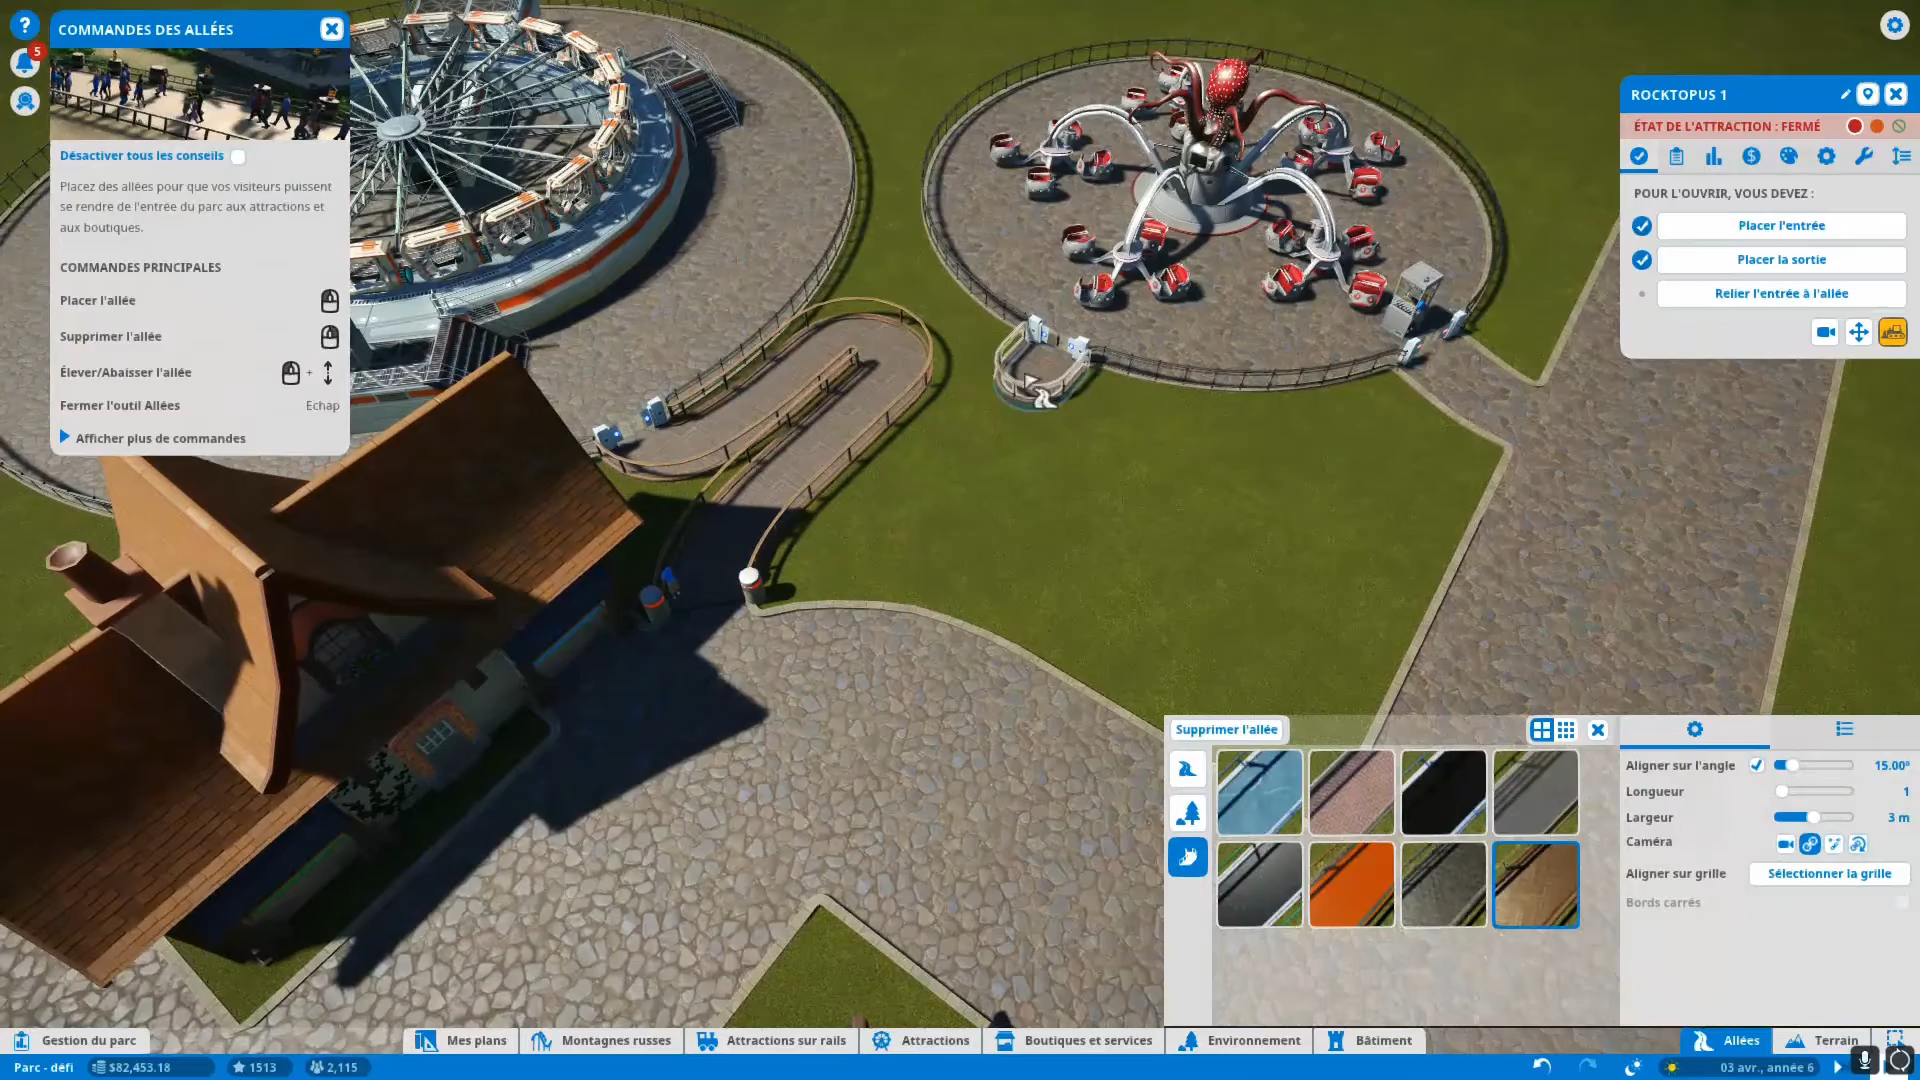 COMMANDES DES ALLÉES
5
Désactiver tous les conseils
Placez des allées pour que vos visiteurs puissent
se rendre de l'entrée du parc aux attractions et
aux boutiques.
COMMANDES PRINCIPALES
Placer l'allée
Supprimer l'allée
Élever/Abaisser l'allée
+
Fermer l'outil Allées
Echap
Afficher plus de commandes
ROCKTOPUS 1
ÉTAT DE L'ATTRACTION : FERMÉ
POUR L'OUVRIR, VOUS DEVEZ :
Placer l'entrée
Placer la sortie
Relier l'entrée à l'allée
Supprimer l'allée
Aligner sur l'angle
15.00º
Longueur
1
Largeur
3 m
Caméra
Aligner sur grille
Sélectionner la grille
Bords carrés
Gestion du parc
Mes plans
Montagnes russes
Attractions sur rails
Attractions
Boutiques et services
Environnement
Bâtiment
Allées
Terrain
Parc - défi
$82,453.18
1513
2,115
03 avr., année 6